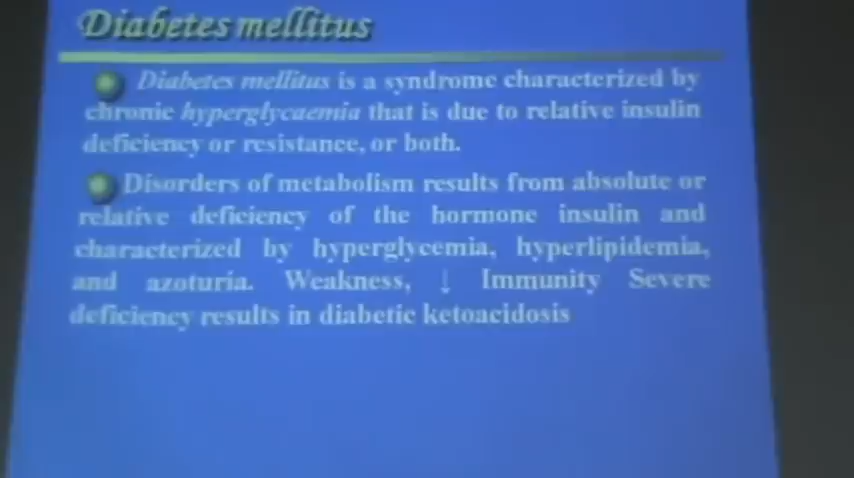 Diabetes mellitus
Diabetes mellitus is a syndrome characterized by
chronic hyperglycaemia that is due to relative insulin
deficiency or resistance, or both.
Disorders of metabolism results from absolute or
relative deficiency of the hormone insulin and
characterized by hyperglycemia, hyperlipidemia,
and azoturia. Weakness, ↓ Immunity Severe
deficiency results in diabetic ketoacidosis